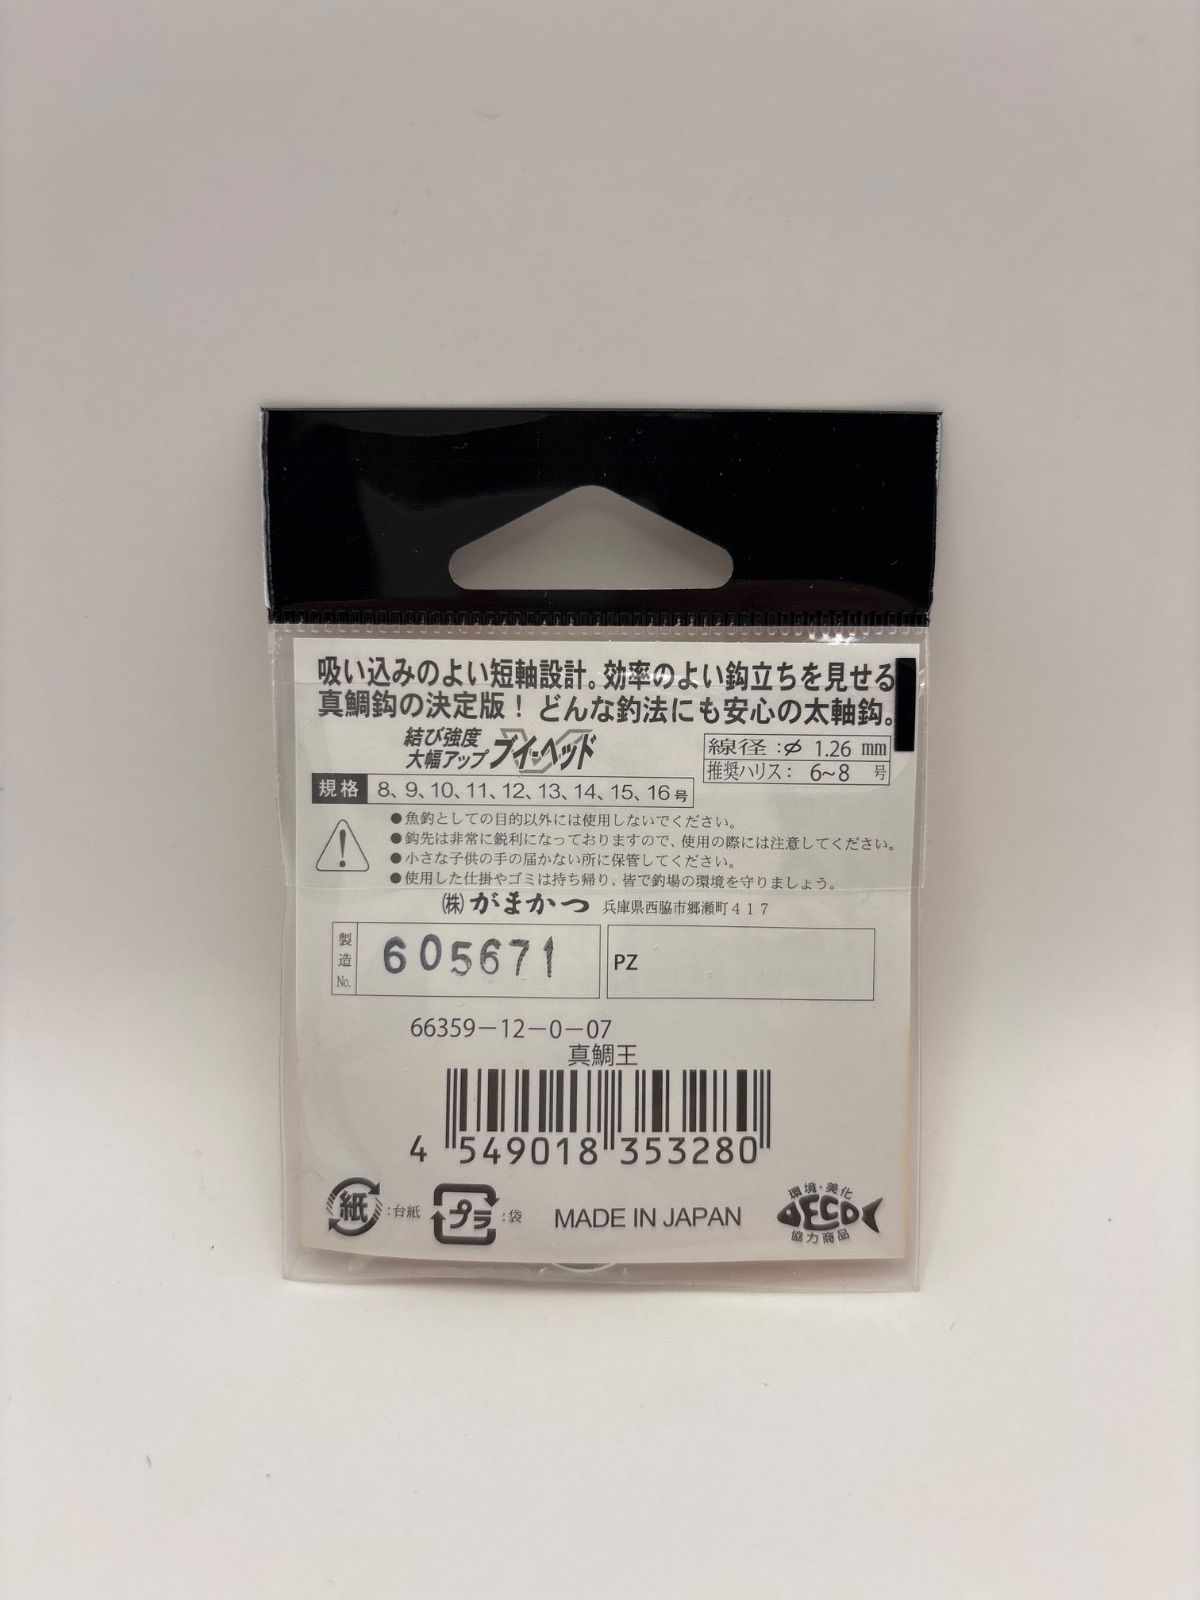 吸い込みのよい短軸設計。効率のよい鈎立ちを見せる
真鯛鈎の決定版！どんな釣法にも安心の太軸鈎。
結び強度
大幅アップ ブイ・ヘッド
線径：φ 1.26 mm
推奨ハリス： 6~8 号
規格 8、9、10、11、12、13、14、15、16号
●魚釣としての目的以外には使用しないでください。
●鈎先は非常に鋭利になっておりますので、使用の際には注意してください。
●小さな子供の手の届かない所に保管してください。
●使用した仕掛やゴミは持ち帰り、皆で釣場の環境を守りましょう。
㈱がまかつ 兵庫県西脇市郷瀬町417
製造No. 605671
PZ
66359-12-0-07
真鯛王
4 549018 353280
紙：台紙
プラ：袋
MADE IN JAPAN
環境・美化
ECO
協力商品